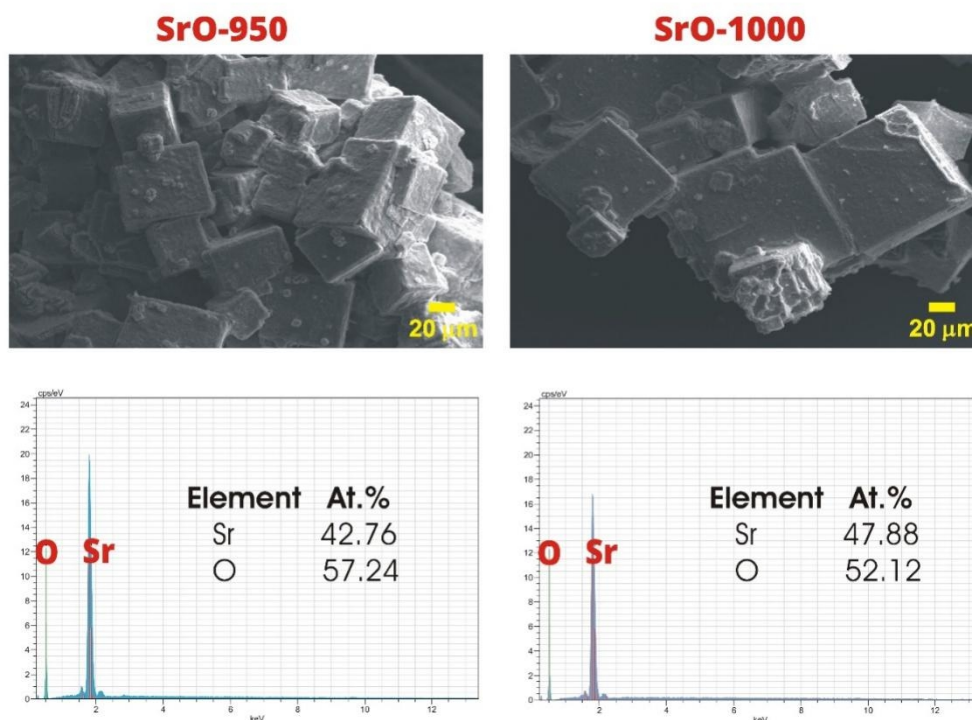 SrO-950
SrO-1000
20 μm
20 μm
cps/eV
24
22
20
18
16
14
12
10
8
6
4
2
0
Element At.%
Sr 42.76
O 57.24
O Sr
2 4 6 8 10 12
keV
cps/eV
24
22
20
18
16
14
12
10
8
6
4
2
0
Element At.%
Sr 47.88
O 52.12
O Sr
2 4 6 8 10 12
keV